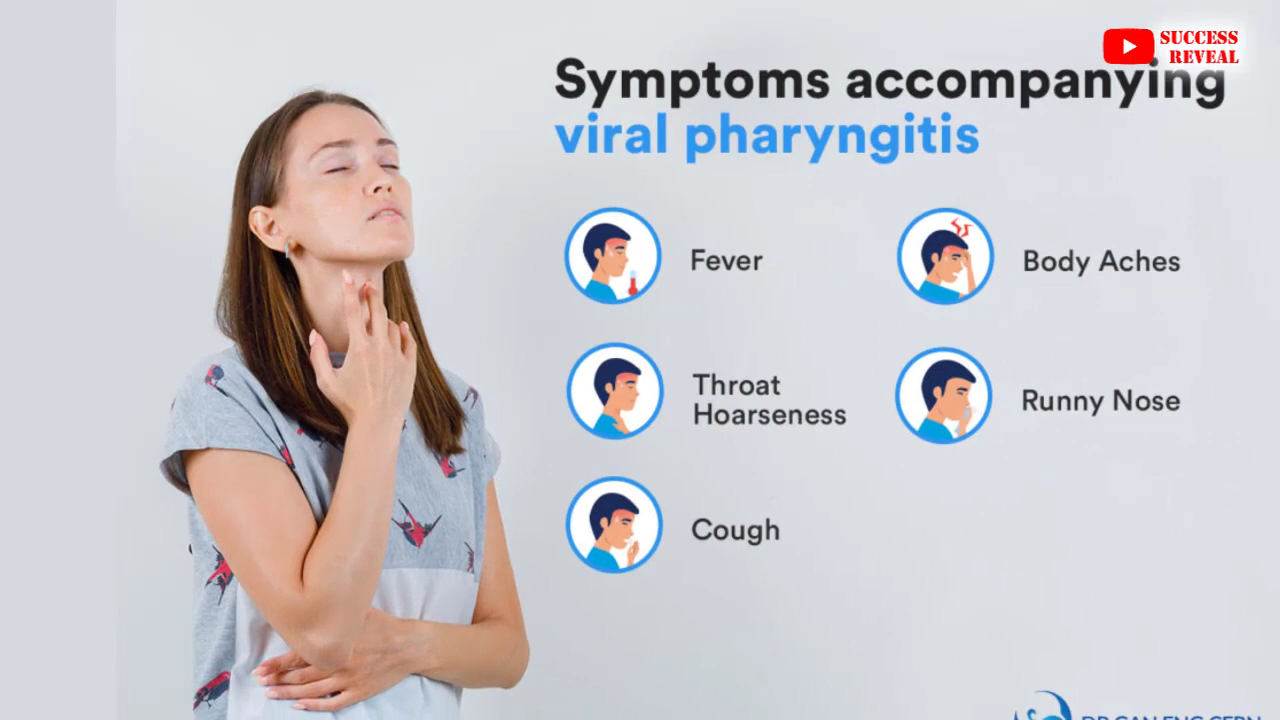 SUCCESS
REVEAL
Symptoms accompanying
viral pharyngitis
Fever
Body Aches
Throat
Hoarseness
Runny Nose
Cough